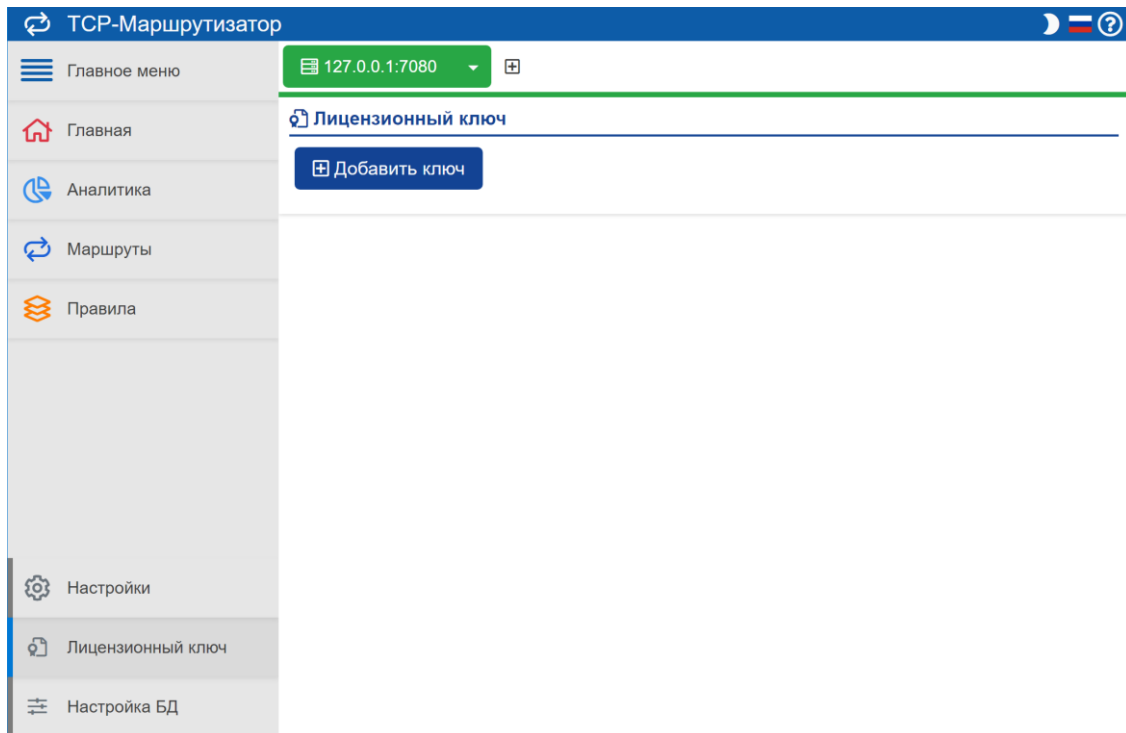 TCP-Маршрутизатор
Главное меню
127.0.0.1:7080
Лицензионный ключ
Главная
Добавить ключ
Аналитика
Маршруты
Правила
Настройки
Лицензионный ключ
Настройка БД